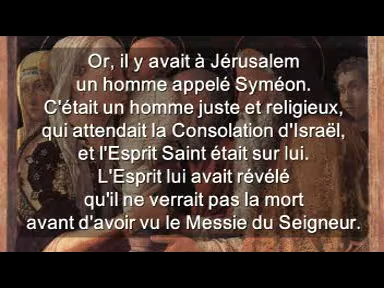 Or, il y avait à Jérusalem
un homme appelé Syméon.
C'était un homme juste et religieux,
qui attendait la Consolation d'Israël,
et l'Esprit Saint était sur lui.
L'Esprit lui avait révélé
qu'il ne verrait pas la mort
avant d'avoir vu le Messie du Seigneur.